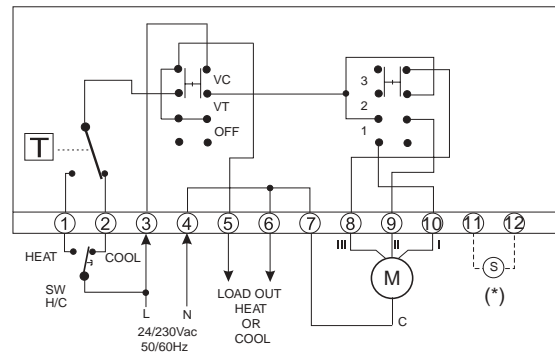 VC
VT
OFF
3
2
1
T
1 2 3 4 5 6 7 8 9 10 11 12
HEAT COOL
SW
H/C
L N
24/230Vac
50/60Hz
LOAD OUT
HEAT
OR
COOL
III II I
M
C
S
(*)